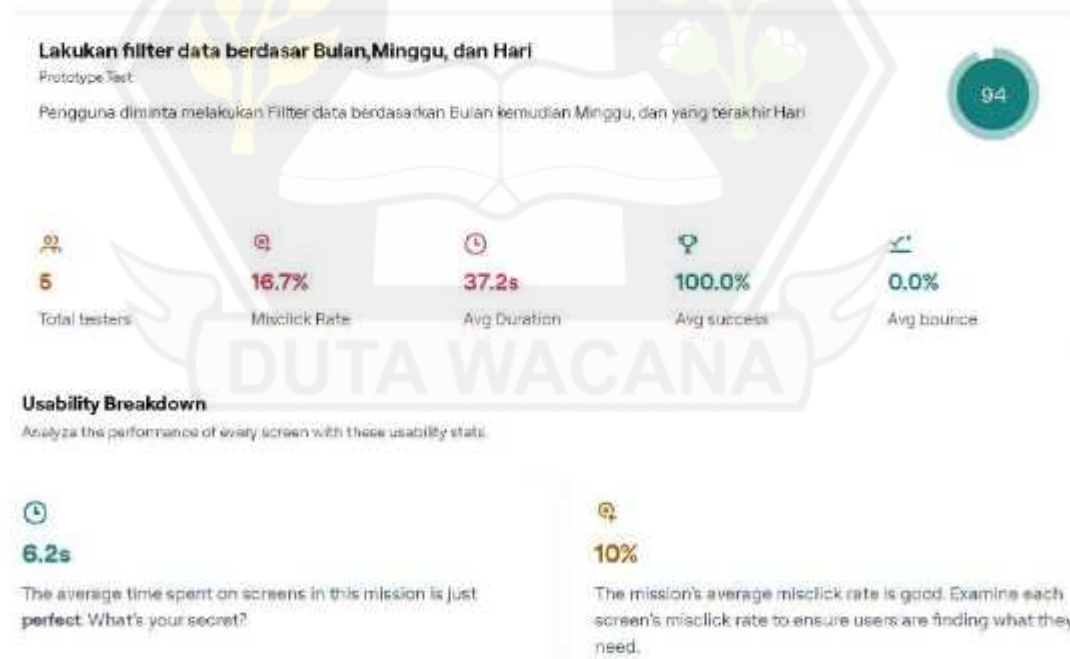 Lakukan fillter data berdasar Bulan,Minggu, dan Hari
Prototype Test
Pengguna diminta melakukan Fillter data berdasarkan Bulan kemudian Minggu, dan yang terakhir Hari
94
5
16.7%
37.2s
100.0%
0.0%
Total testers
Misclick Rate
Avg Duration
Avg success
Avg bounce
DUTA WACANA
Usability Breakdown
Analyze the performance of every screen with these usability stats.
6.2s
10%
The average time spent on screens in this mission is just
perfect. What's your secret?
The mission's average misclick rate is good. Examine each
screen's misclick rate to ensure users are finding what they
need.